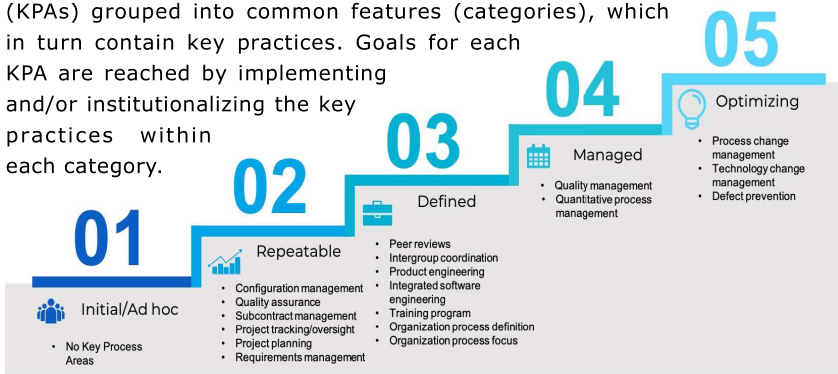 (KPAs) grouped into common features (categories), which
in turn contain key practices. Goals for each
KPA are reached by implementing
and/or institutionalizing the key
practices within
each category.
01
Initial/Ad hoc
• No Key Process
Areas
02
Repeatable
• Configuration management
• Quality assurance
• Subcontract management
• Project tracking/oversight
• Project planning
• Requirements management
03
Defined
• Peer reviews
• Intergroup coordination
• Product engineering
• Integrated software
engineering
• Training program
• Organization process definition
• Organization process focus
04
Managed
• Quality management
• Quantitative process
management
05
Optimizing
• Process change
management
• Technology change
management
• Defect prevention